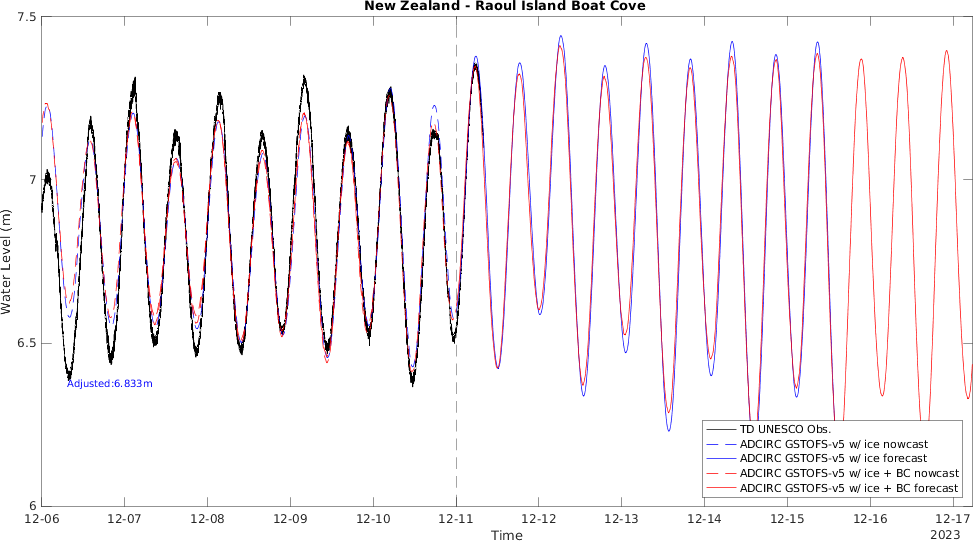 New Zealand - Raoul Island Boat Cove
7.5
7
6.5
6
Water Level (m)
Adjusted:6.833m
TD UNESCO Obs.
ADCIRC GSTOFS-v5 w/ ice nowcast
ADCIRC GSTOFS-v5 w/ ice forecast
ADCIRC GSTOFS-v5 w/ ice + BC nowcast
ADCIRC GSTOFS-v5 w/ ice + BC forecast
12-06 12-07 12-08 12-09 12-10 12-11 12-12 12-13 12-14 12-15 12-16 12-17
Time
2023